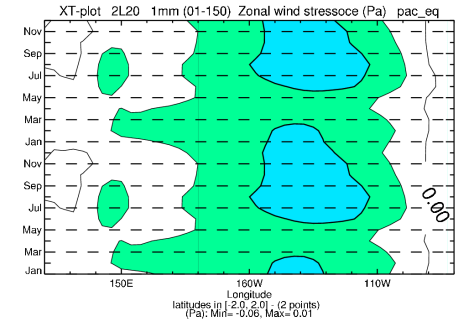 XT-plot 2L20 1mm (01-150) Zonal wind stressoce (Pa) pac_eq
Nov
Sep
Jul
May
Mar
Jan
Nov
Sep
Jul
May
Mar
Jan
0.00
150E 160W 110W
Longitude
latitudes in [-2.0, 2.0] - (2 points)
(Pa): Min= -0.06, Max= 0.01